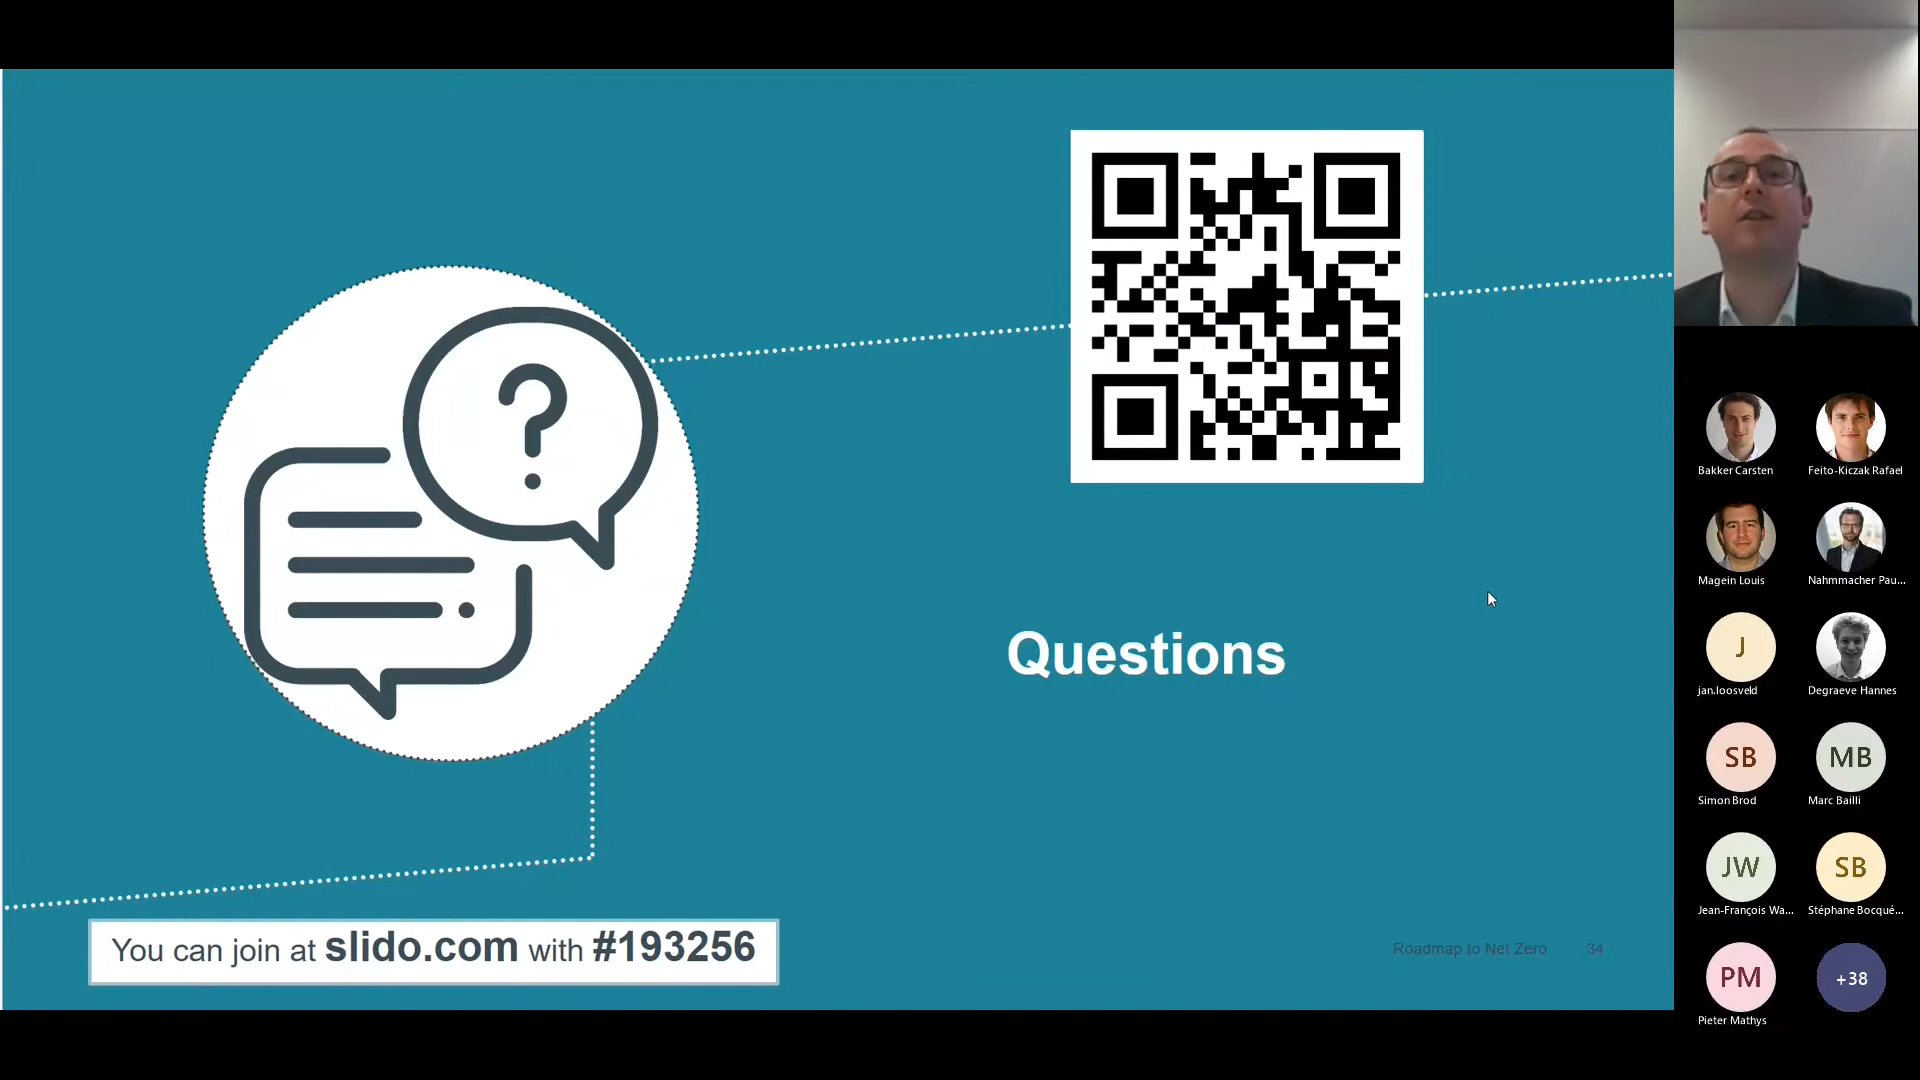 ?
Questions
You can join at slido.com with #193256
Roadmap to Net Zero 34
Bakker Carsten
Feito-Kiczak Rafael
Magein Louis
Nahmmacher Pau...
J
jan.loosveld
Degraeve Hannes
SB
Simon Brod
MB
Marc Bailli
JW
Jean-François Wa...
SB
Stéphane Bocqué...
PM
Pieter Mathys
+38